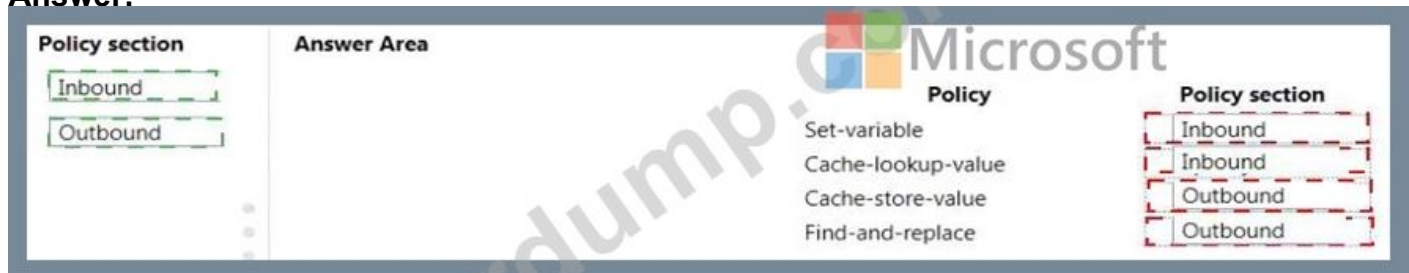 Answer:
Policy section
Answer Area
Microsoft
Inbound
Outbound
Policy Policy section
Set-variable Inbound
Cache-lookup-value Inbound
Cache-store-value Outbound
Find-and-replace Outbound